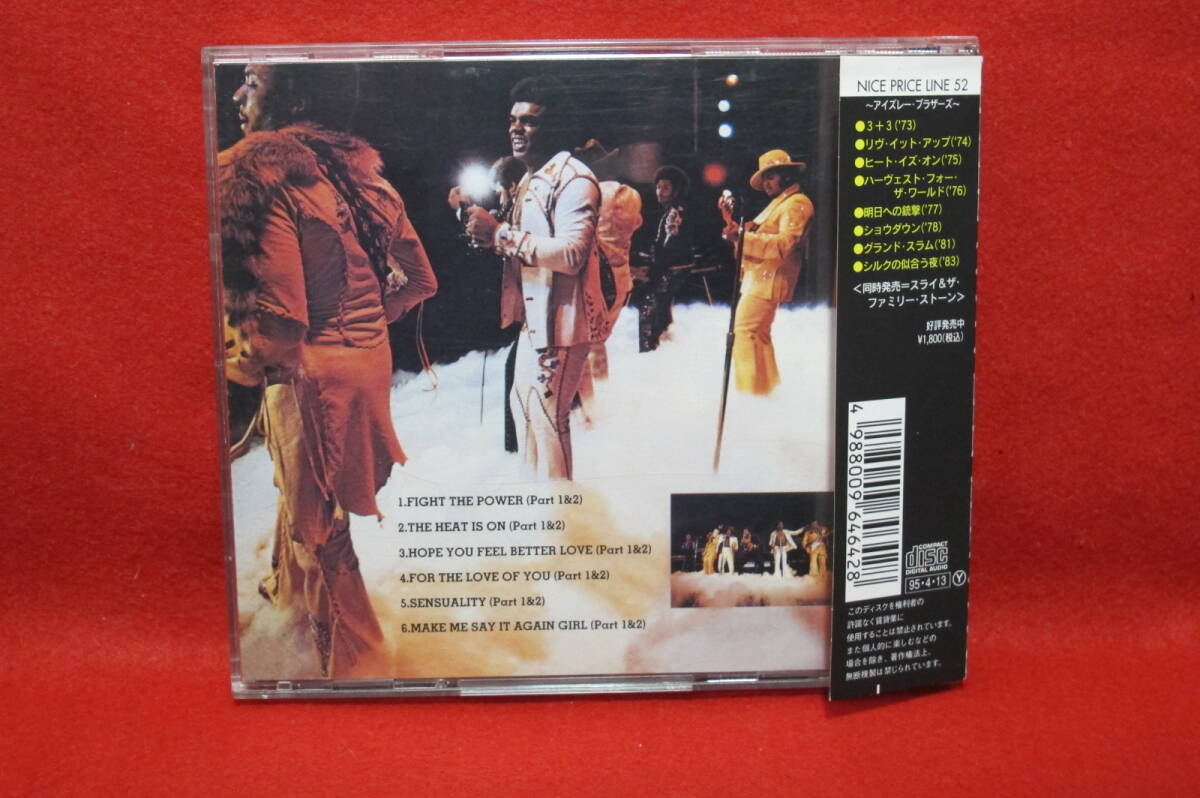 1.FIGHT THE POWER (Part 1&2)
2.THE HEAT IS ON (Part 1&2)
3.HOPE YOU FEEL BETTER LOVE (Part 1&2)
4.FOR THE LOVE OF YOU (Part 1&2)
5.SENSUALITY (Part 1&2)
6.MAKE ME SAY IT AGAIN GIRL (Part 1&2)
NICE PRICE LINE 52
～アイズレー・ブラザーズ～
●3+3('73)
●リヴ・イット・アップ('74)
●ヒート・イズ・オン('75)
●ハーヴェスト・フォー・
ザ・ワールド('76)
●明日への銃撃('77)
●ショウダウン('78)
●グランド・スラム('81)
●シルクの似合う夜('83)
<同時発売=スライ&ザ・
ファミリー・ストーン>
好評発売中
¥1,800(税込)
4 988009 646428
COMPACT
disc
DIGITAL AUDIO
95・4・13 Y
このディスクを権利者の
許諾なく賃貸業に
使用することは禁止されています。
また個人的に楽しむなどの
場合を除き、著作権法上、
無断複製は禁じられています。